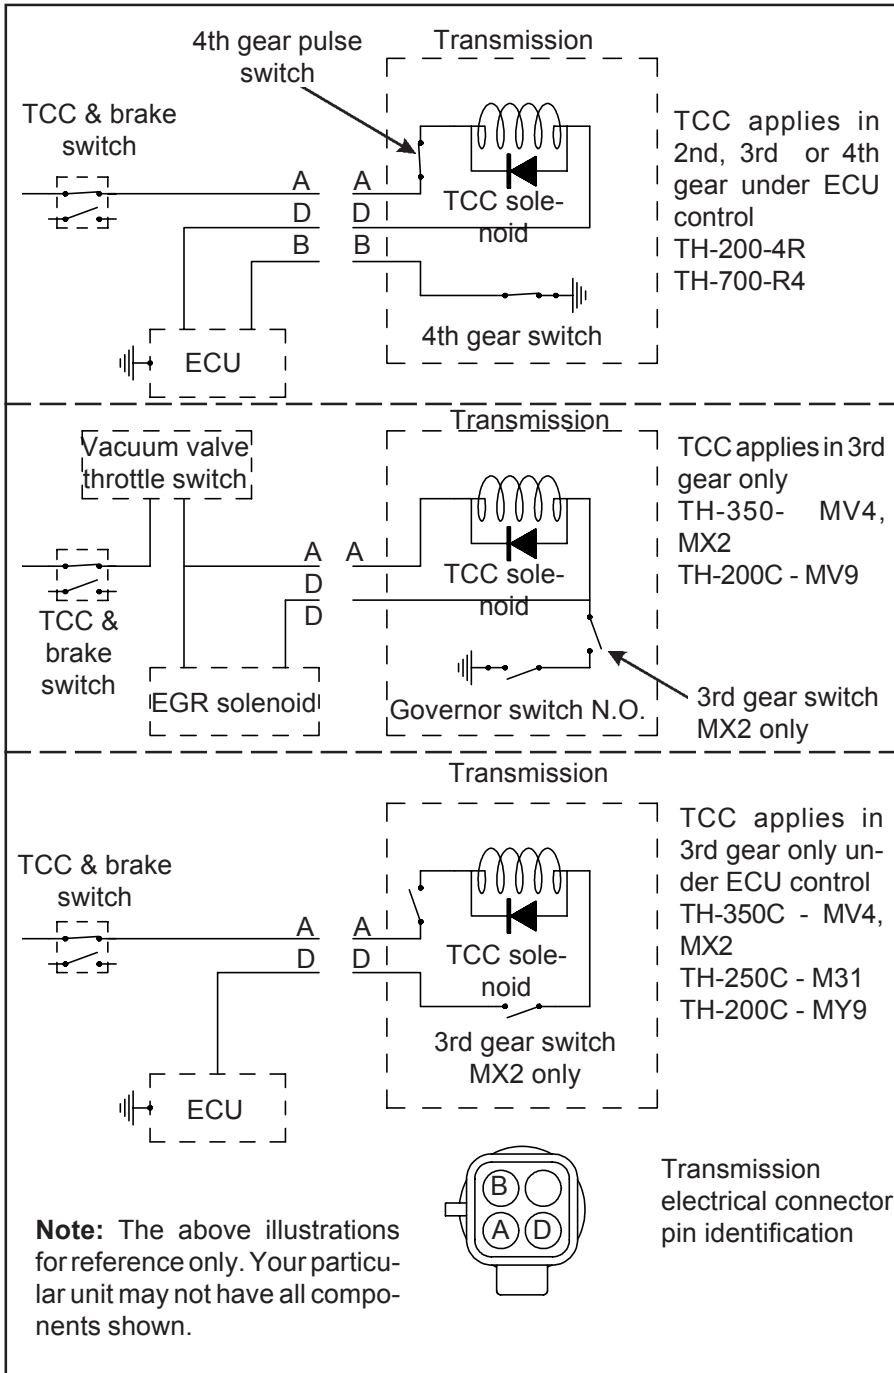 4th gear pulse
switch
Transmission
TCC & brake
switch
A
A
D
D
B
B
TCC sole-
noid
4th gear switch
ECU
TCC applies in
2nd, 3rd or 4th
gear under ECU
control
TH-200-4R
TH-700-R4
Transmission
Vacuum valve
throttle switch
A
A
D
D
TCC sole-
noid
TCC &
brake
switch
EGR solenoid
Governor switch N.O.
3rd gear switch
MX2 only
TCC applies in 3rd
gear only
TH-350- MV4,
MX2
TH-200C - MV9
Transmission
TCC & brake
switch
A
A
D
D
TCC sole-
noid
3rd gear switch
MX2 only
ECU
TCC applies in
3rd gear only un-
der ECU control
TH-350C - MV4,
MX2
TH-250C - M31
TH-200C - MY9
B
A
D
Transmission
electrical connector
pin identification
Note: The above illustrations
for reference only. Your particu-
lar unit may not have all compo-
nents shown.